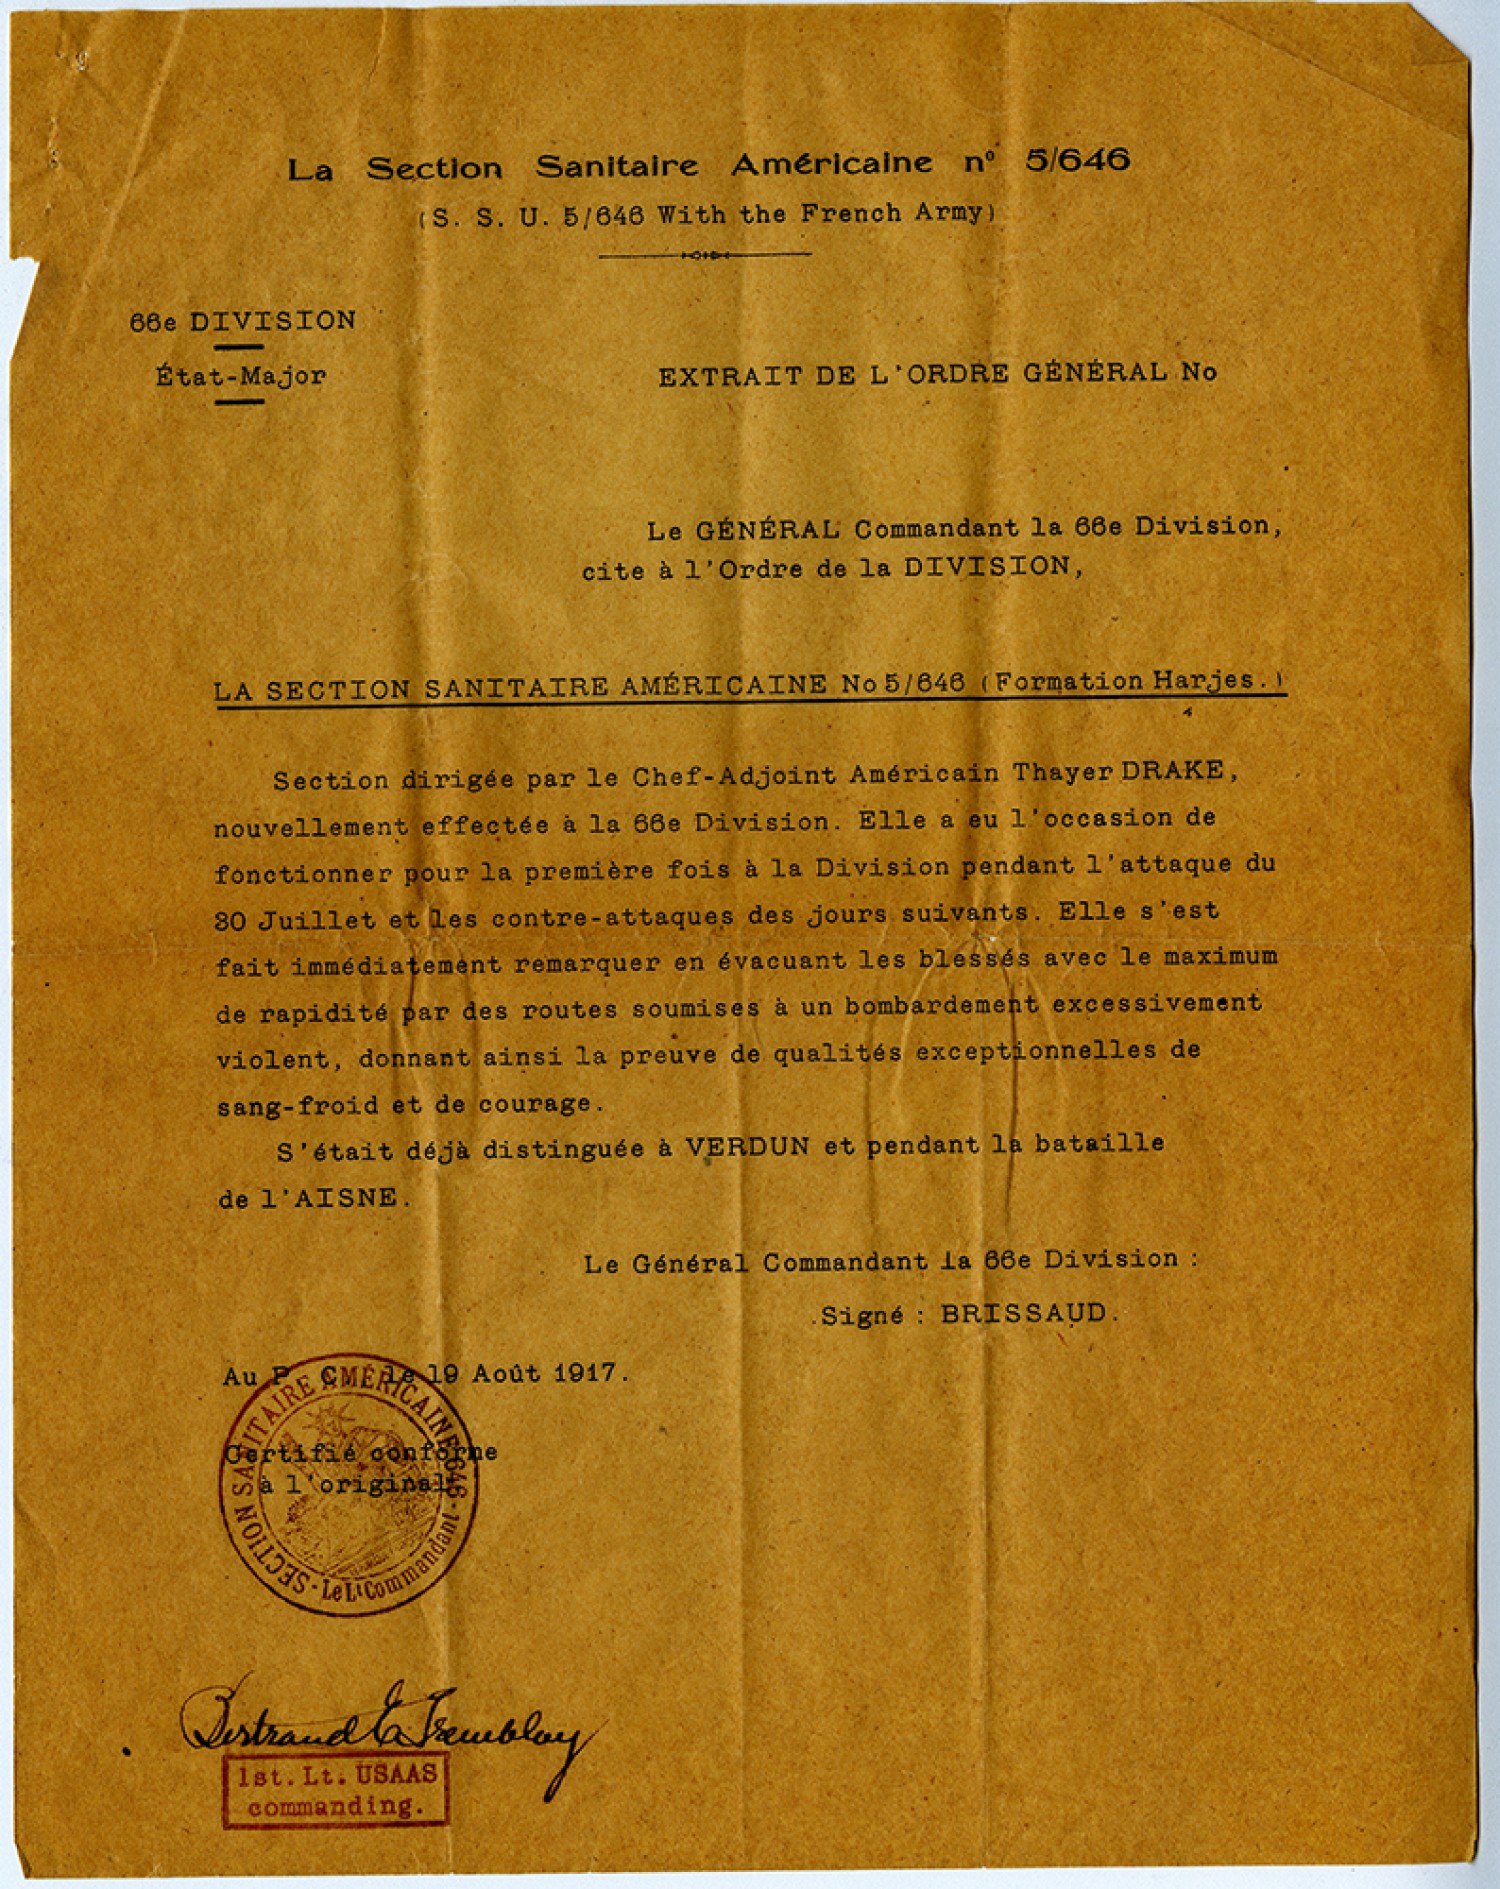 La Section Sanitaire Américaine nº 5/646
(S. S. U. 5/646 With the French Army)
66e DIVISION
État-Major
EXTRAIT DE L'ORDRE GÉNÉRAL No
Le GÉNÉRAL Commandant la 66e Division,
cite à l'Ordre de la DIVISION,
LA SECTION SANITAIRE AMÉRICAINE No 5/646 (Formation Harjes.)
Section dirigée par le Chef-Adjoint Américain Thayer DRAKE,
nouvellement effectée à la 66e Division. Elle a eu l'occasion de
fonctionner pour la première fois à la Division pendant l'attaque du
30 Juillet et les contre-attaques des jours suivants. Elle s'est
fait immédiatement remarquer en évacuant les blessés avec le maximum
de rapidité par des routes soumises à un bombardement excessivement
violent, donnant ainsi la preuve de qualités exceptionnelles de
sang-froid et de courage.
S'était déjà distinguée à VERDUN et pendant la bataille
de l'AISNE.
Le Général Commandant la 66e Division :
Signé : BRISSAUD.
Au P. C., le 19 Août 1917.
Certifié conforme
à l'original
SECTION SANITAIRE AMÉRICAINE 646 · Le Lt Commandant ·
Bertrand E Tremblay
1st. Lt. USAAS
commanding.